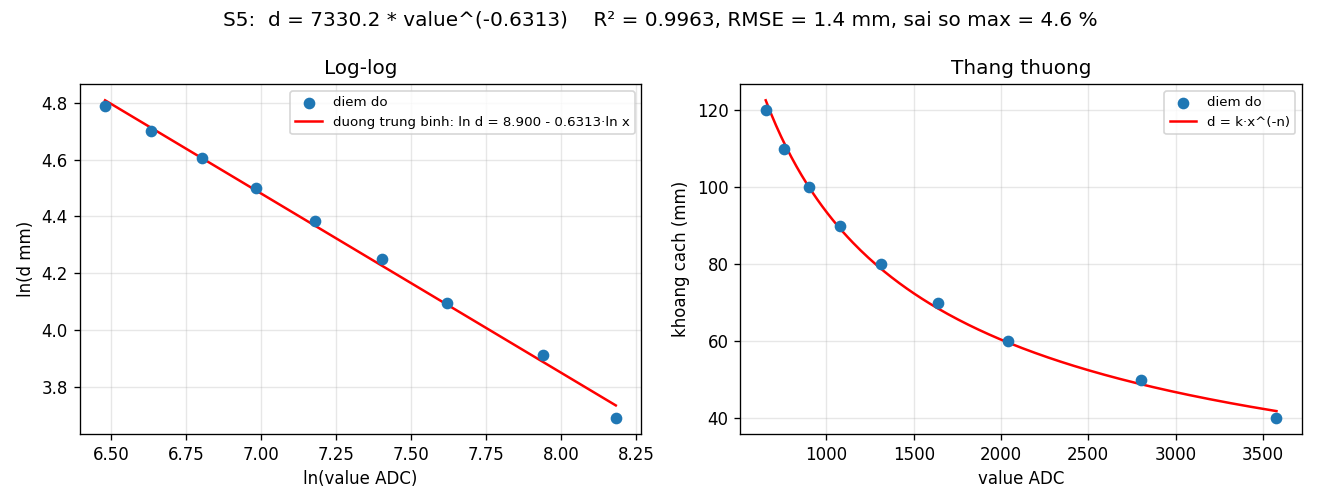 S5:  d = 7330.2 * value^(-0.6313)    R² = 0.9963, RMSE = 1.4 mm, sai so max = 4.6 %
Log-log
diem do
duong trung binh: ln d = 8.900 - 0.6313·ln x
ln(d mm)
4.8
4.6
4.4
4.2
4.0
3.8
6.50 6.75 7.00 7.25 7.50 7.75 8.00 8.25
ln(value ADC)
Thang thuong
diem do
d = k·x^(-n)
khoang cach (mm)
120
100
80
60
40
1000 1500 2000 2500 3000 3500
value ADC